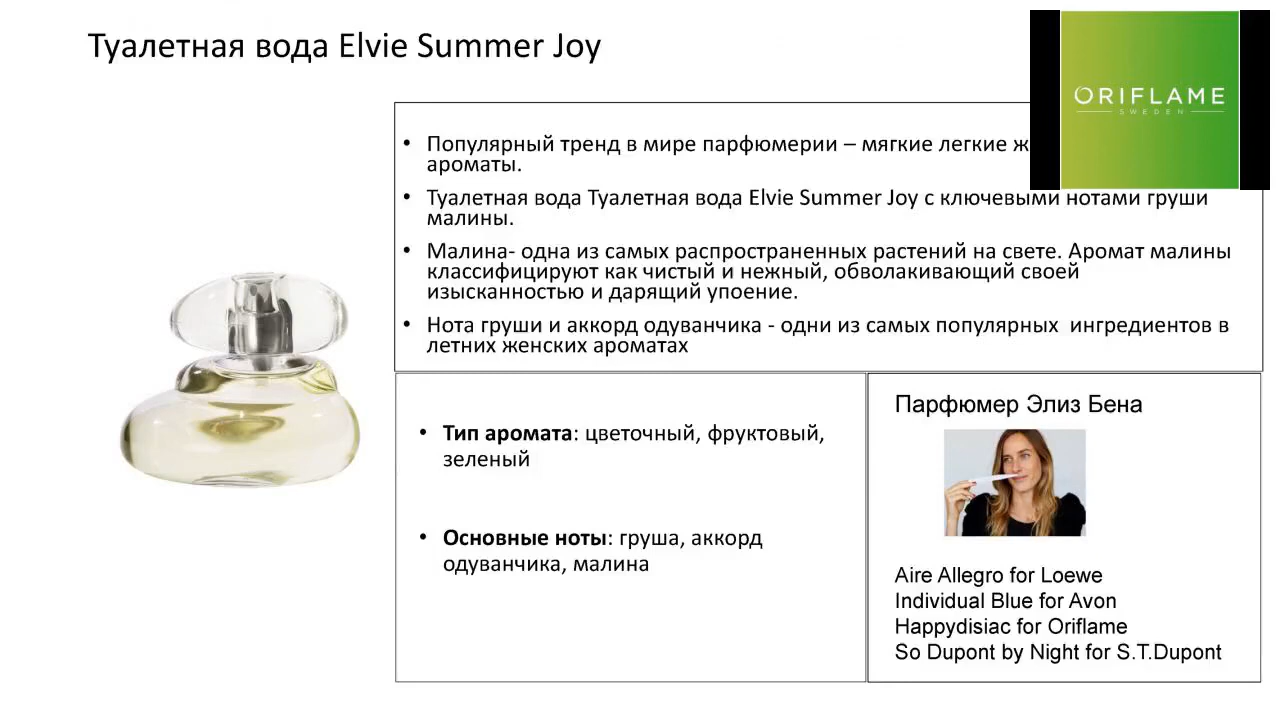 Туалетная вода Elvie Summer Joy
ORIFLAME
SWEDEN
• Популярный тренд в мире парфюмерии – мягкие легкие
ароматы.
• Туалетная вода Туалетная вода Elvie Summer Joy с ключевыми нотами груши
малины.
• Малина- одна из самых распространенных растений на свете. Аромат малины
классифицируют как чистый и нежный, обволакивающий своей
изысканностью и дарящий упоение.
• Нота груши и аккорд одуванчика - одни из самых популярных ингредиентов в
летних женских ароматах
• Тип аромата: цветочный, фруктовый,
зеленый
• Основные ноты: груша, аккорд
одуванчика, малина
Парфюмер Элиз Бена
Aire Allegro for Loewe
Individual Blue for Avon
Happydisiac for Oriflame
So Dupont by Night for S.T.Dupont